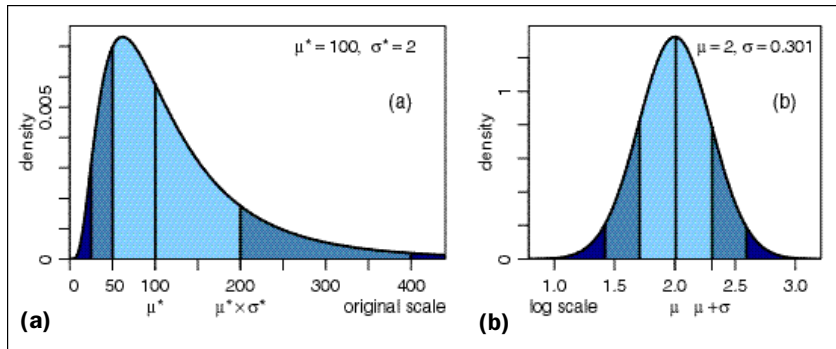 μ* = 100, σ* = 2
(a)
density
0.005
0
0 50 100 200 300 400
μ* μ* × σ* original scale
(a)
μ = 2, σ = 0.301
(b)
density
1
0
1.0 1.5 2.0 2.5 3.0
log scale μ μ + σ
(b)